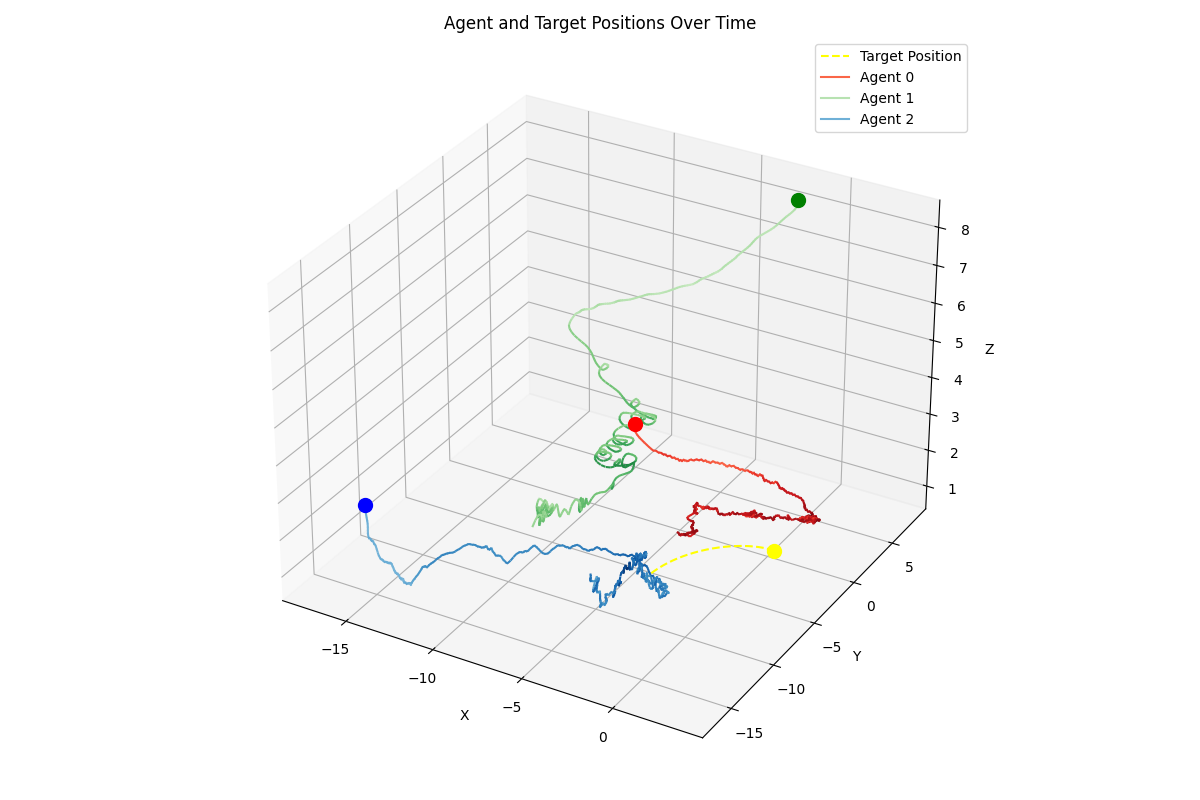 Agent and Target Positions Over Time
Target Position
Agent 0
Agent 1
Agent 2
8
7
6
5
4
3
2
1
Z
5
0
−5
−10
−15
Y
−15
−10
−5
0
X